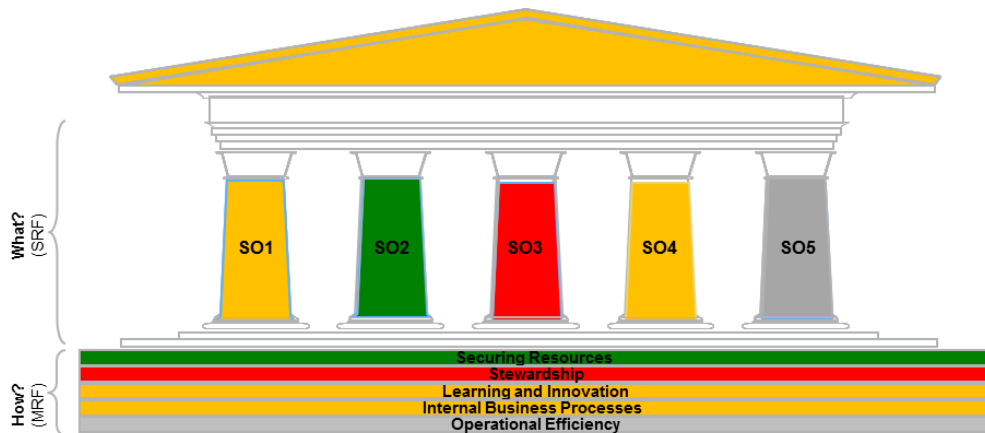 What?
(SRF)
SO1 SO2 SO3 SO4 SO5
How?
(MRF)
Securing Resources
Stewardship
Learning and Innovation
Internal Business Processes
Operational Efficiency